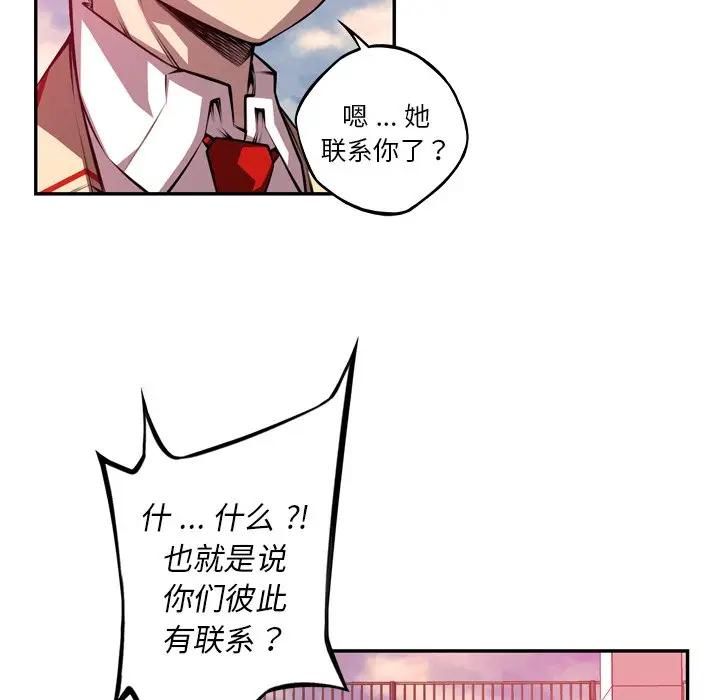 嗯 ... 她
联系你了？
什 ... 什么 ?!
也就是说
你们彼此
有联系？